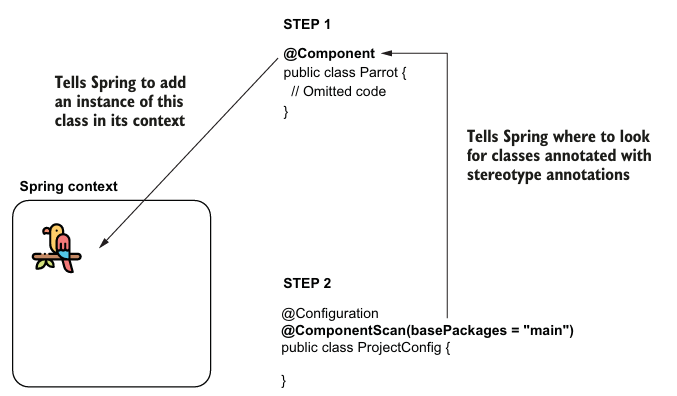 STEP 1
@Component
public class Parrot {
// Omitted code
}
Tells Spring to add
an instance of this
class in its context
Tells Spring where to look
for classes annotated with
stereotype annotations
Spring context
STEP 2
@Configuration
@ComponentScan(basePackages = "main")
public class ProjectConfig {
}